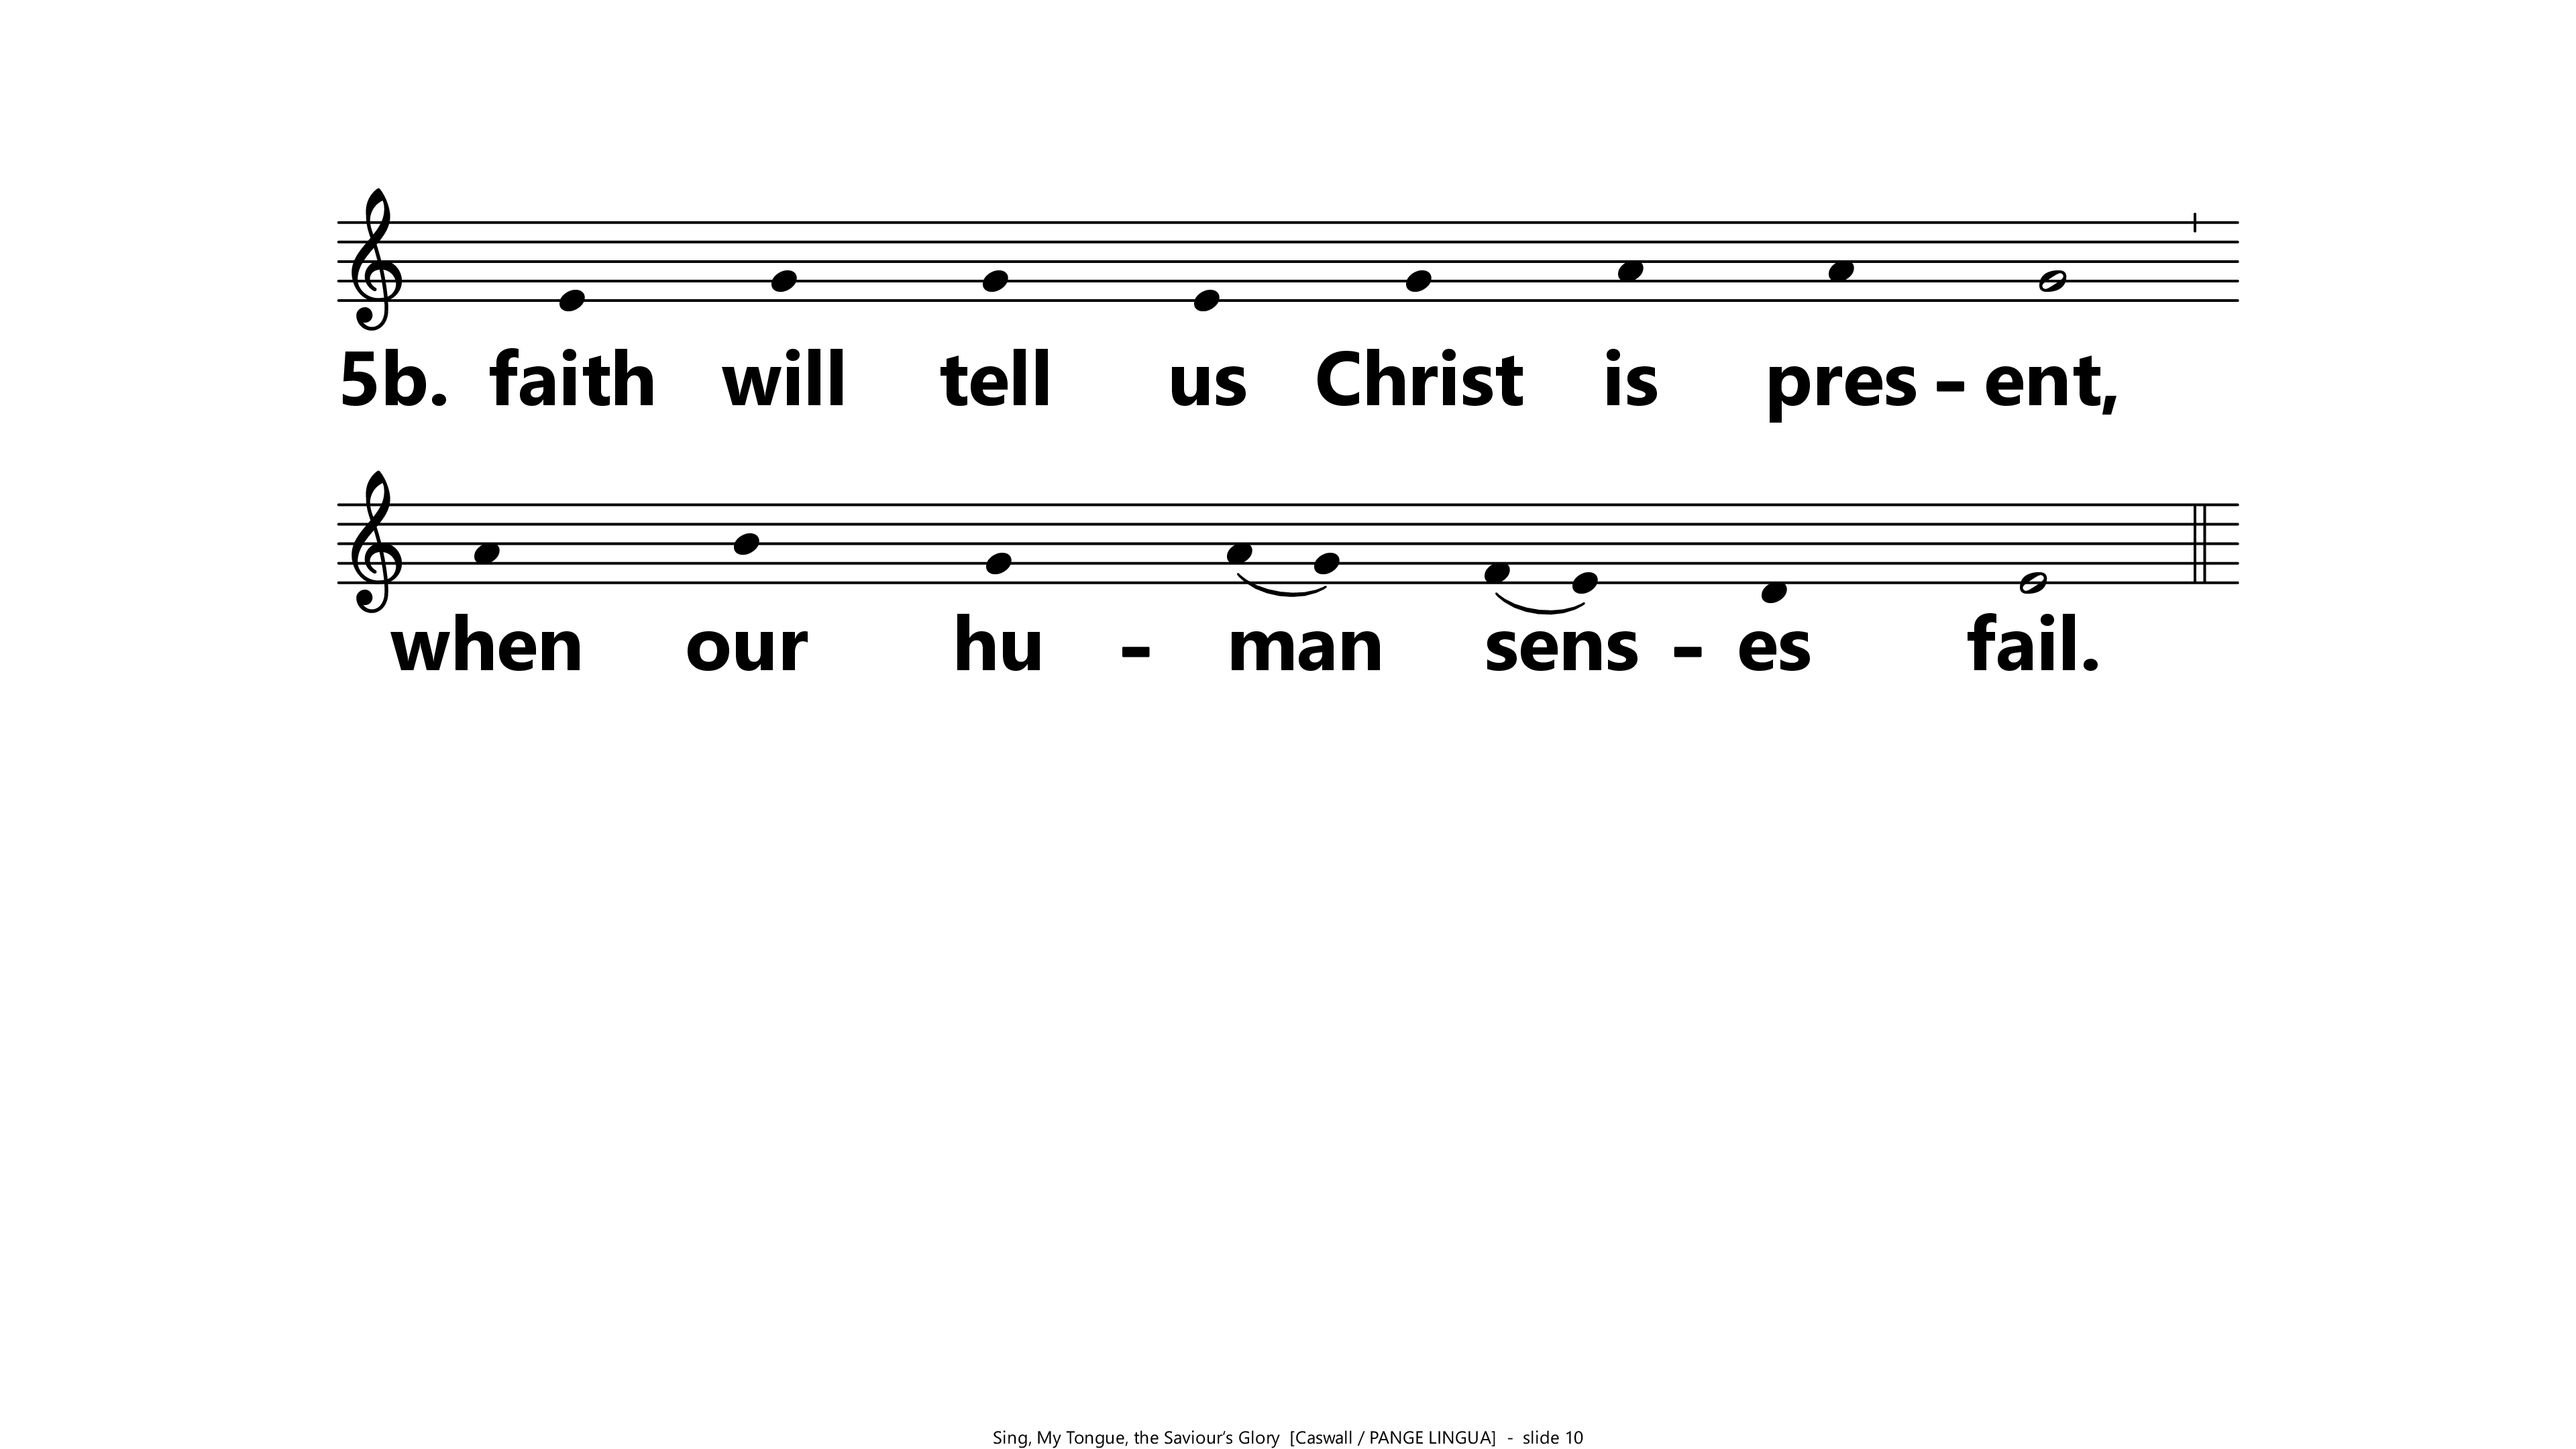 5b. faith will tell us Christ is pres - ent,
when our hu - man sens - es fail.
Sing, My Tongue, the Saviour’s Glory [Caswall / PANGE LINGUA] - slide 10